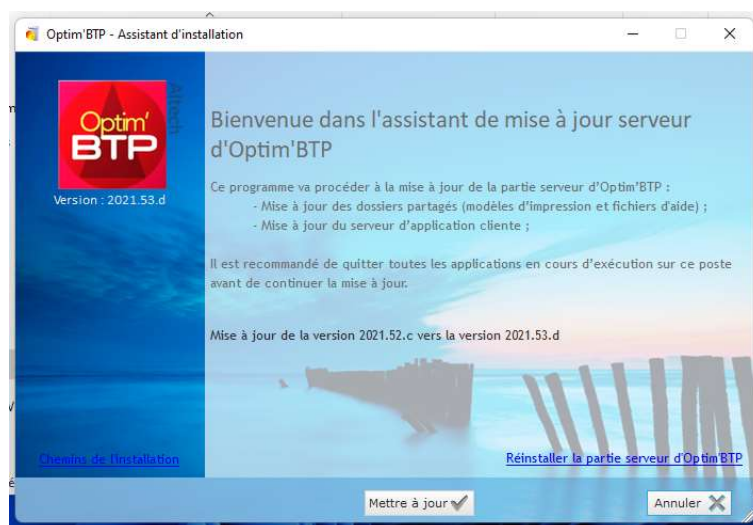 Optim'BTP - Assistant d'installation
Altech
Optim'
BTP
Version : 2021.53.d
Bienvenue dans l'assistant de mise à jour serveur
d'Optim'BTP
Ce programme va procéder à la mise à jour de la partie serveur d'Optim'BTP :
- Mise à jour des dossiers partagés (modèles d'impression et fichiers d'aide) ;
- Mise à jour du serveur d'application cliente ;
Il est recommandé de quitter toutes les applications en cours d'exécution sur ce poste
avant de continuer la mise à jour.
Mise à jour de la version 2021.52.c vers la version 2021.53.d
Chemins de l'installation
Réinstaller la partie serveur d'Optim'BTP
Mettre à jour
Annuler